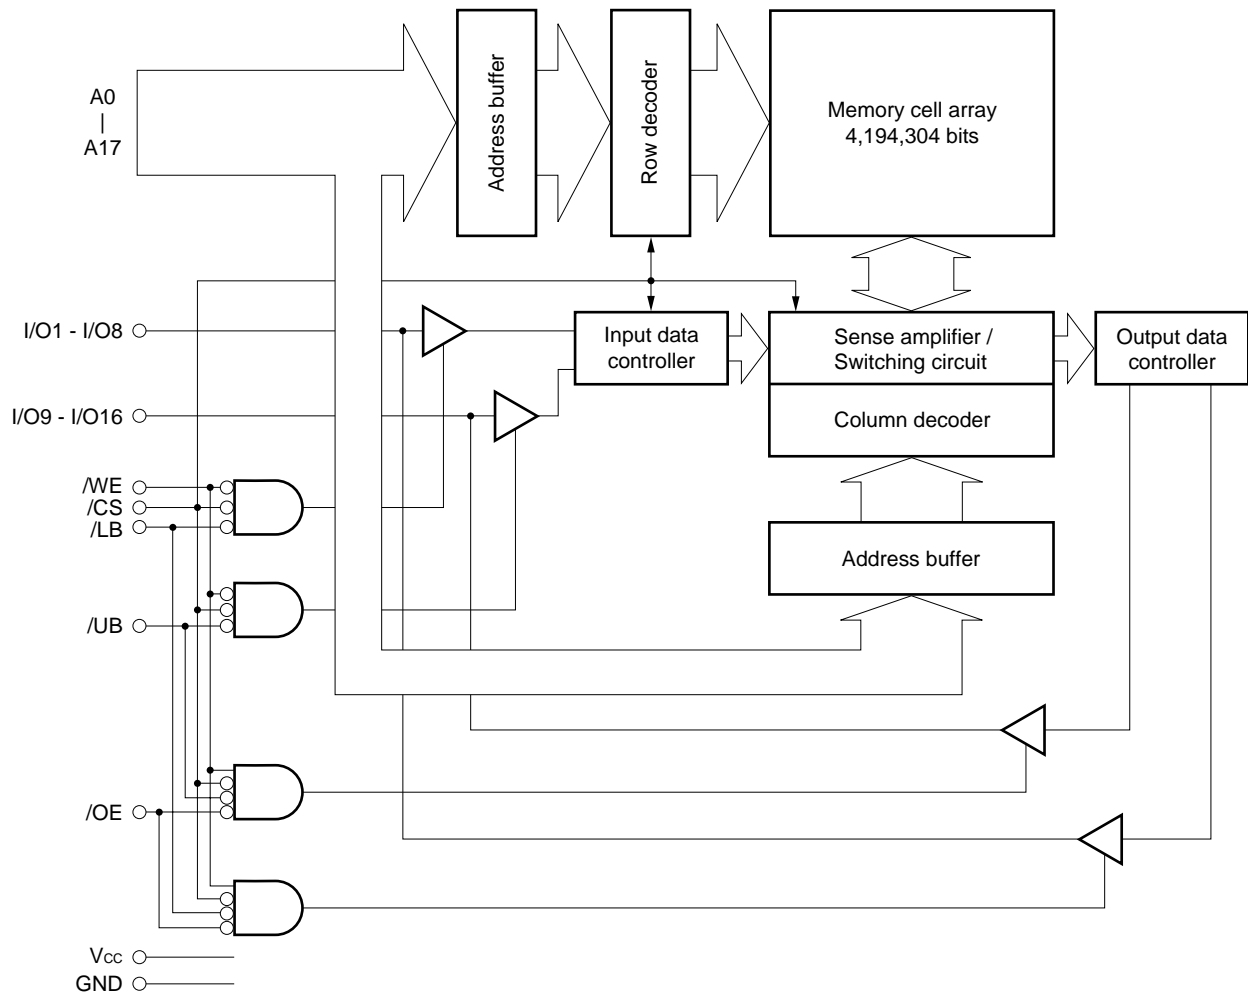 A0
|
A17
Address buffer
Row decoder
Memory cell array
4,194,304 bits
I/O1 - I/O8
Input data
controller
Sense amplifier /
Switching circuit
Output data
controller
I/O9 - I/O16
Column decoder
/WE
/CS
/LB
Address buffer
/UB
/OE
Vcc
GND